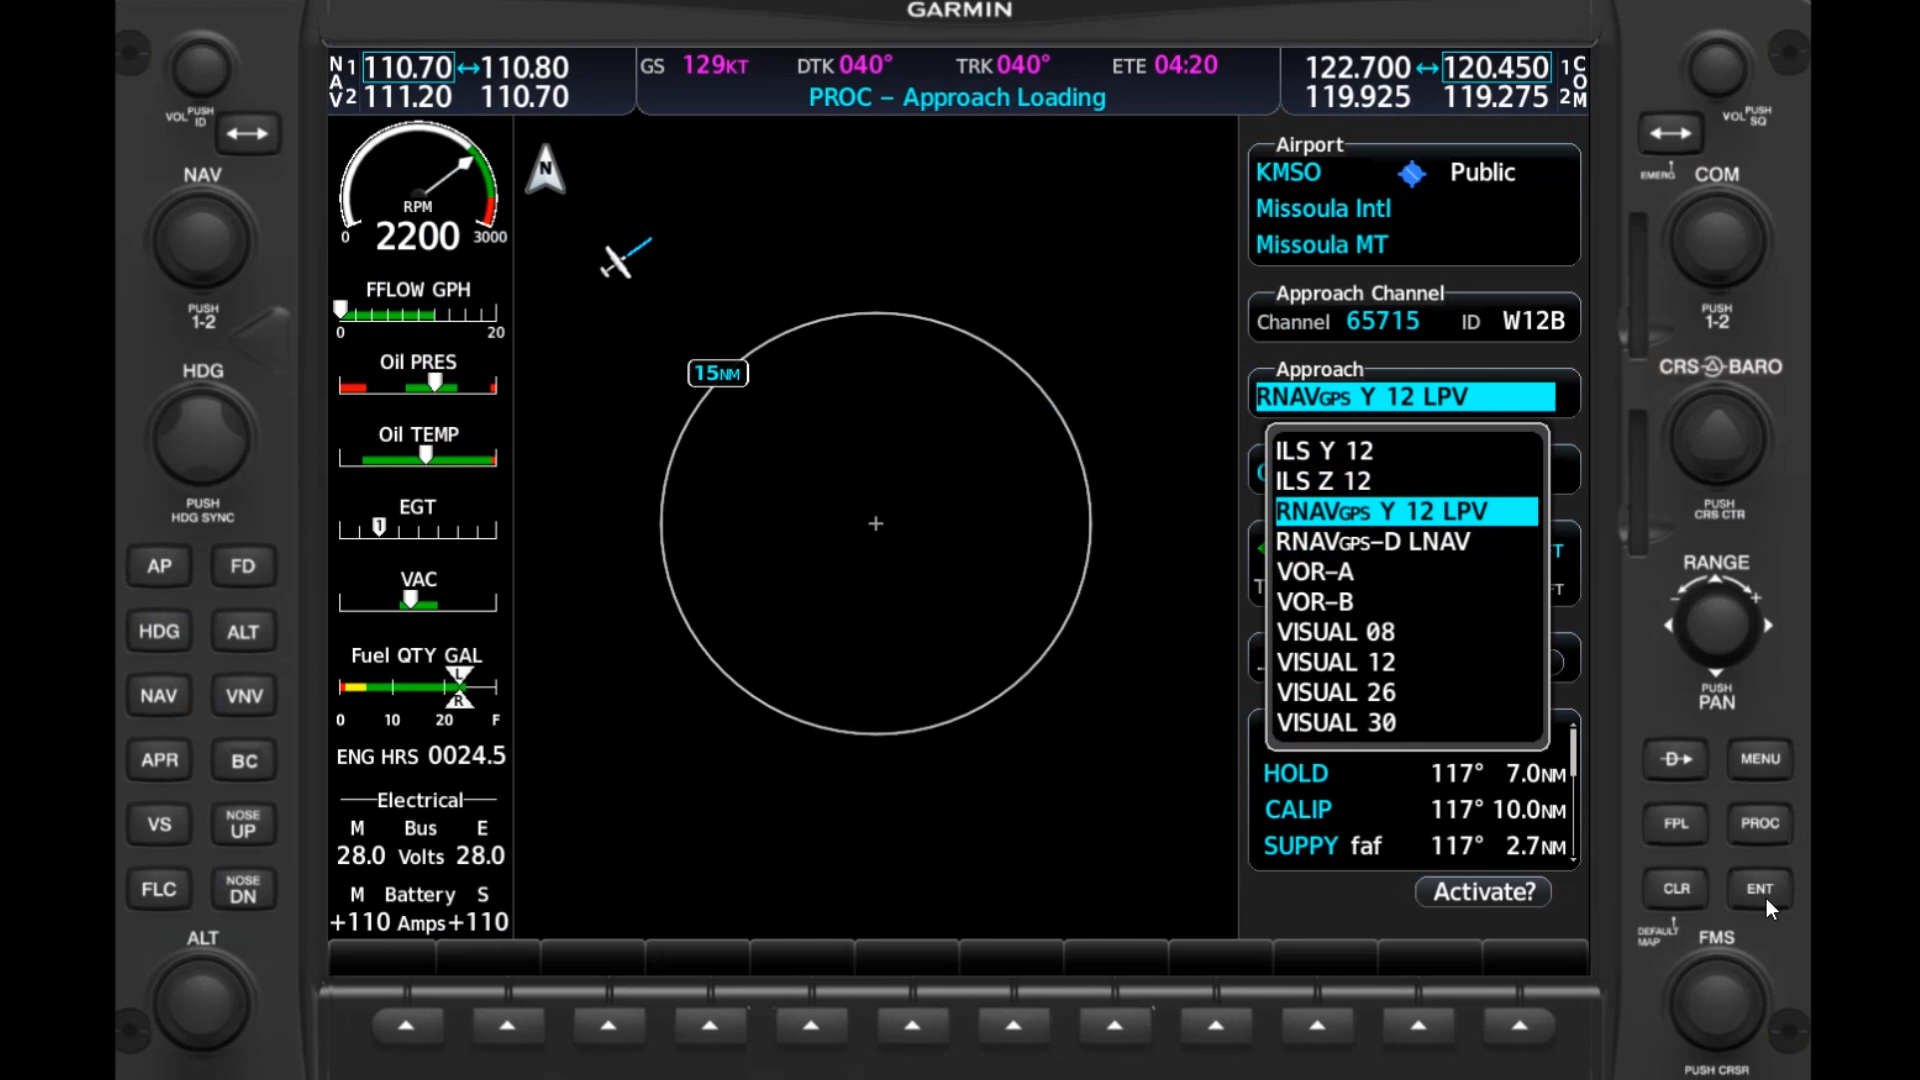 GARMIN
N 1 110.70 ↔ 110.80
A
V 2 111.20 110.70
GS 129KT DTK 040° TRK 040° ETE 04:20
PROC – Approach Loading
122.700 ↔ 120.450 1 C
O
119.925 119.275 2 M
VOL PUSH ID
NAV
PUSH 1-2
HDG
PUSH HDG SYNC
AP FD
HDG ALT
NAV VNV
APR BC
VS NOSE UP
FLC NOSE DN
ALT
RPM
0 2200 3000
FFLOW GPH
0 20
Oil PRES
Oil TEMP
EGT
1
VAC
Fuel QTY GAL
L
R
0 10 20 F
ENG HRS 0024.5
Electrical
M Bus E
28.0 Volts 28.0
M Battery S
+110 Amps +110
N
15NM
Airport
KMSO Public
Missoula Intl
Missoula MT
Approach Channel
Channel 65715 ID W12B
Approach
RNAVGPS Y 12 LPV
ILS Y 12
ILS Z 12
RNAVGPS Y 12 LPV
RNAVGPS–D LNAV
VOR–A
VOR–B
VISUAL 08
VISUAL 12
VISUAL 26
VISUAL 30
HOLD 117° 7.0NM
CALIP 117° 10.0NM
SUPPY faf 117° 2.7NM
Activate?
VOL PUSH SQ
EMERG COM
PUSH 1-2
CRS BARO
PUSH CRS CTR
RANGE
– +
PUSH PAN
D MENU
FPL PROC
CLR ENT
DEFAULT MAP
FMS
PUSH CRSR